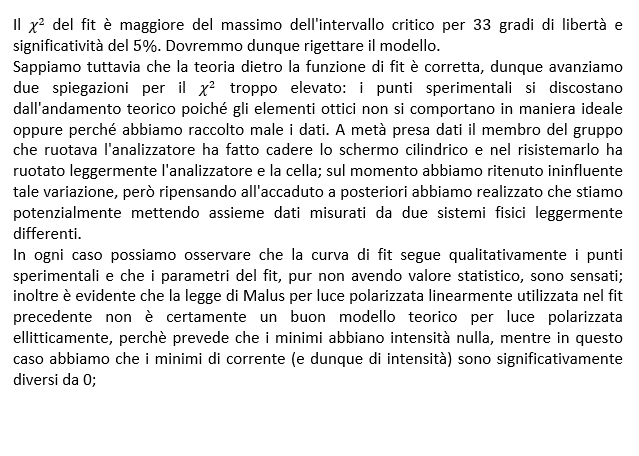 Il χ² del fit è maggiore del massimo dell'intervallo critico per 33 gradi di libertà e
significatività del 5%. Dovremmo dunque rigettare il modello.
Sappiamo tuttavia che la teoria dietro la funzione di fit è corretta, dunque avanziamo
due spiegazioni per il χ² troppo elevato: i punti sperimentali si discostano
dall'andamento teorico poiché gli elementi ottici non si comportano in maniera ideale
oppure perché abbiamo raccolto male i dati. A metà presa dati il membro del gruppo
che ruotava l'analizzatore ha fatto cadere lo schermo cilindrico e nel risistemarlo ha
ruotato leggermente l'analizzatore e la cella; sul momento abbiamo ritenuto ininfluente
tale variazione, però ripensando all'accaduto a posteriori abbiamo realizzato che stiamo
potenzialmente mettendo assieme dati misurati da due sistemi fisici leggermente
differenti.
In ogni caso possiamo osservare che la curva di fit segue qualitativamente i punti
sperimentali e che i parametri del fit, pur non avendo valore statistico, sono sensati;
inoltre è evidente che la legge di Malus per luce polarizzata linearmente utilizzata nel fit
precedente non è certamente un buon modello teorico per luce polarizzata
ellitticamente, perchè prevede che i minimi abbiano intensità nulla, mentre in questo
caso abbiamo che i minimi di corrente (e dunque di intensità) sono significativamente
diversi da 0;